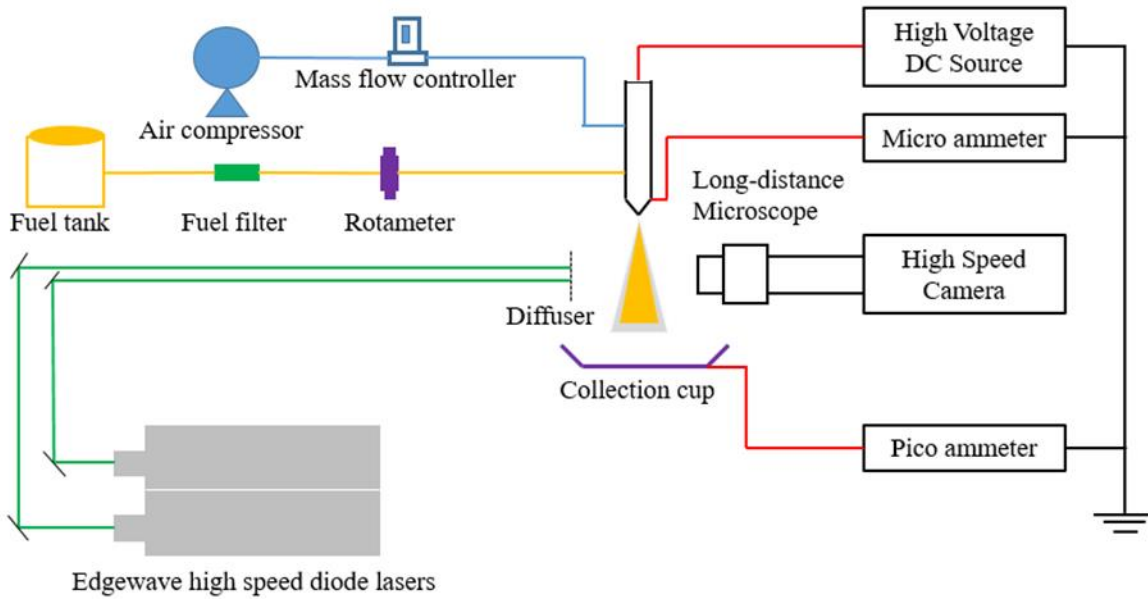 High Voltage
DC Source
Mass flow controller
Air compressor
Micro ammeter
Long-distance
Microscope
Fuel tank
Fuel filter
Rotameter
High Speed
Camera
Diffuser
Collection cup
Pico ammeter
Edgewave high speed diode lasers